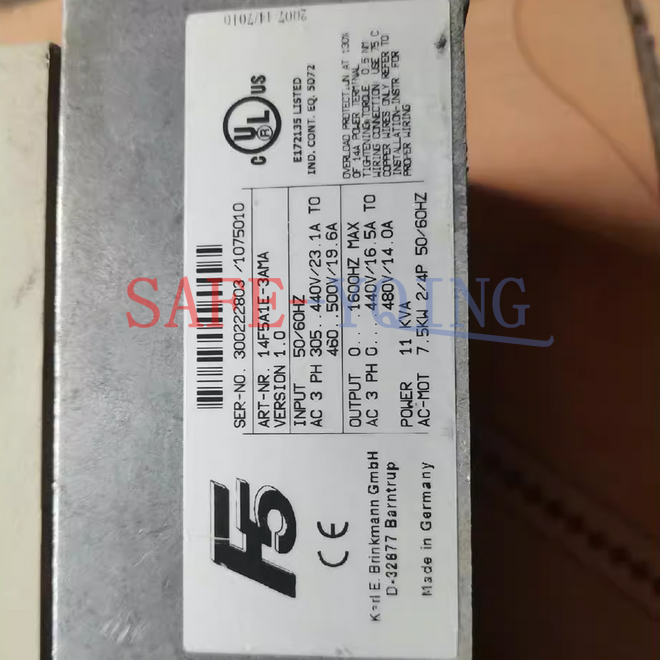 2007 14/7010
C UL US
R
E172135 LISTED
IND. CONT. EQ. 5D72
OVERLOAD PROTECTION AT 130%
OF 14A POWER TERMINAL
TIGHTENING TORQUE 0.5 NM
WIRING CONNECTION USE 75 C
COPPER WIRES ONLY REFER TO
INSTALLATION-INSTR. FOR
PROPER WIRING
SER-NO. 300222803 /1075010
ART-NR. 14F5A1E-3AMA
VERSION 1.0
INPUT 50/60HZ
AC 3 PH 305...440V/23.1A TO
460...500V/19.6A
OUTPUT 0...1600HZ MAX
AC 3 PH 0...440V/16.5A TO
480V/14.0A
POWER 11 KVA
AC-MOT 7.5KW 2/4P 50/60HZ
F5
CE
Karl E. Brinkmann GmbH
D-32677 Barntrup
Made in Germany
SAFE-YQING